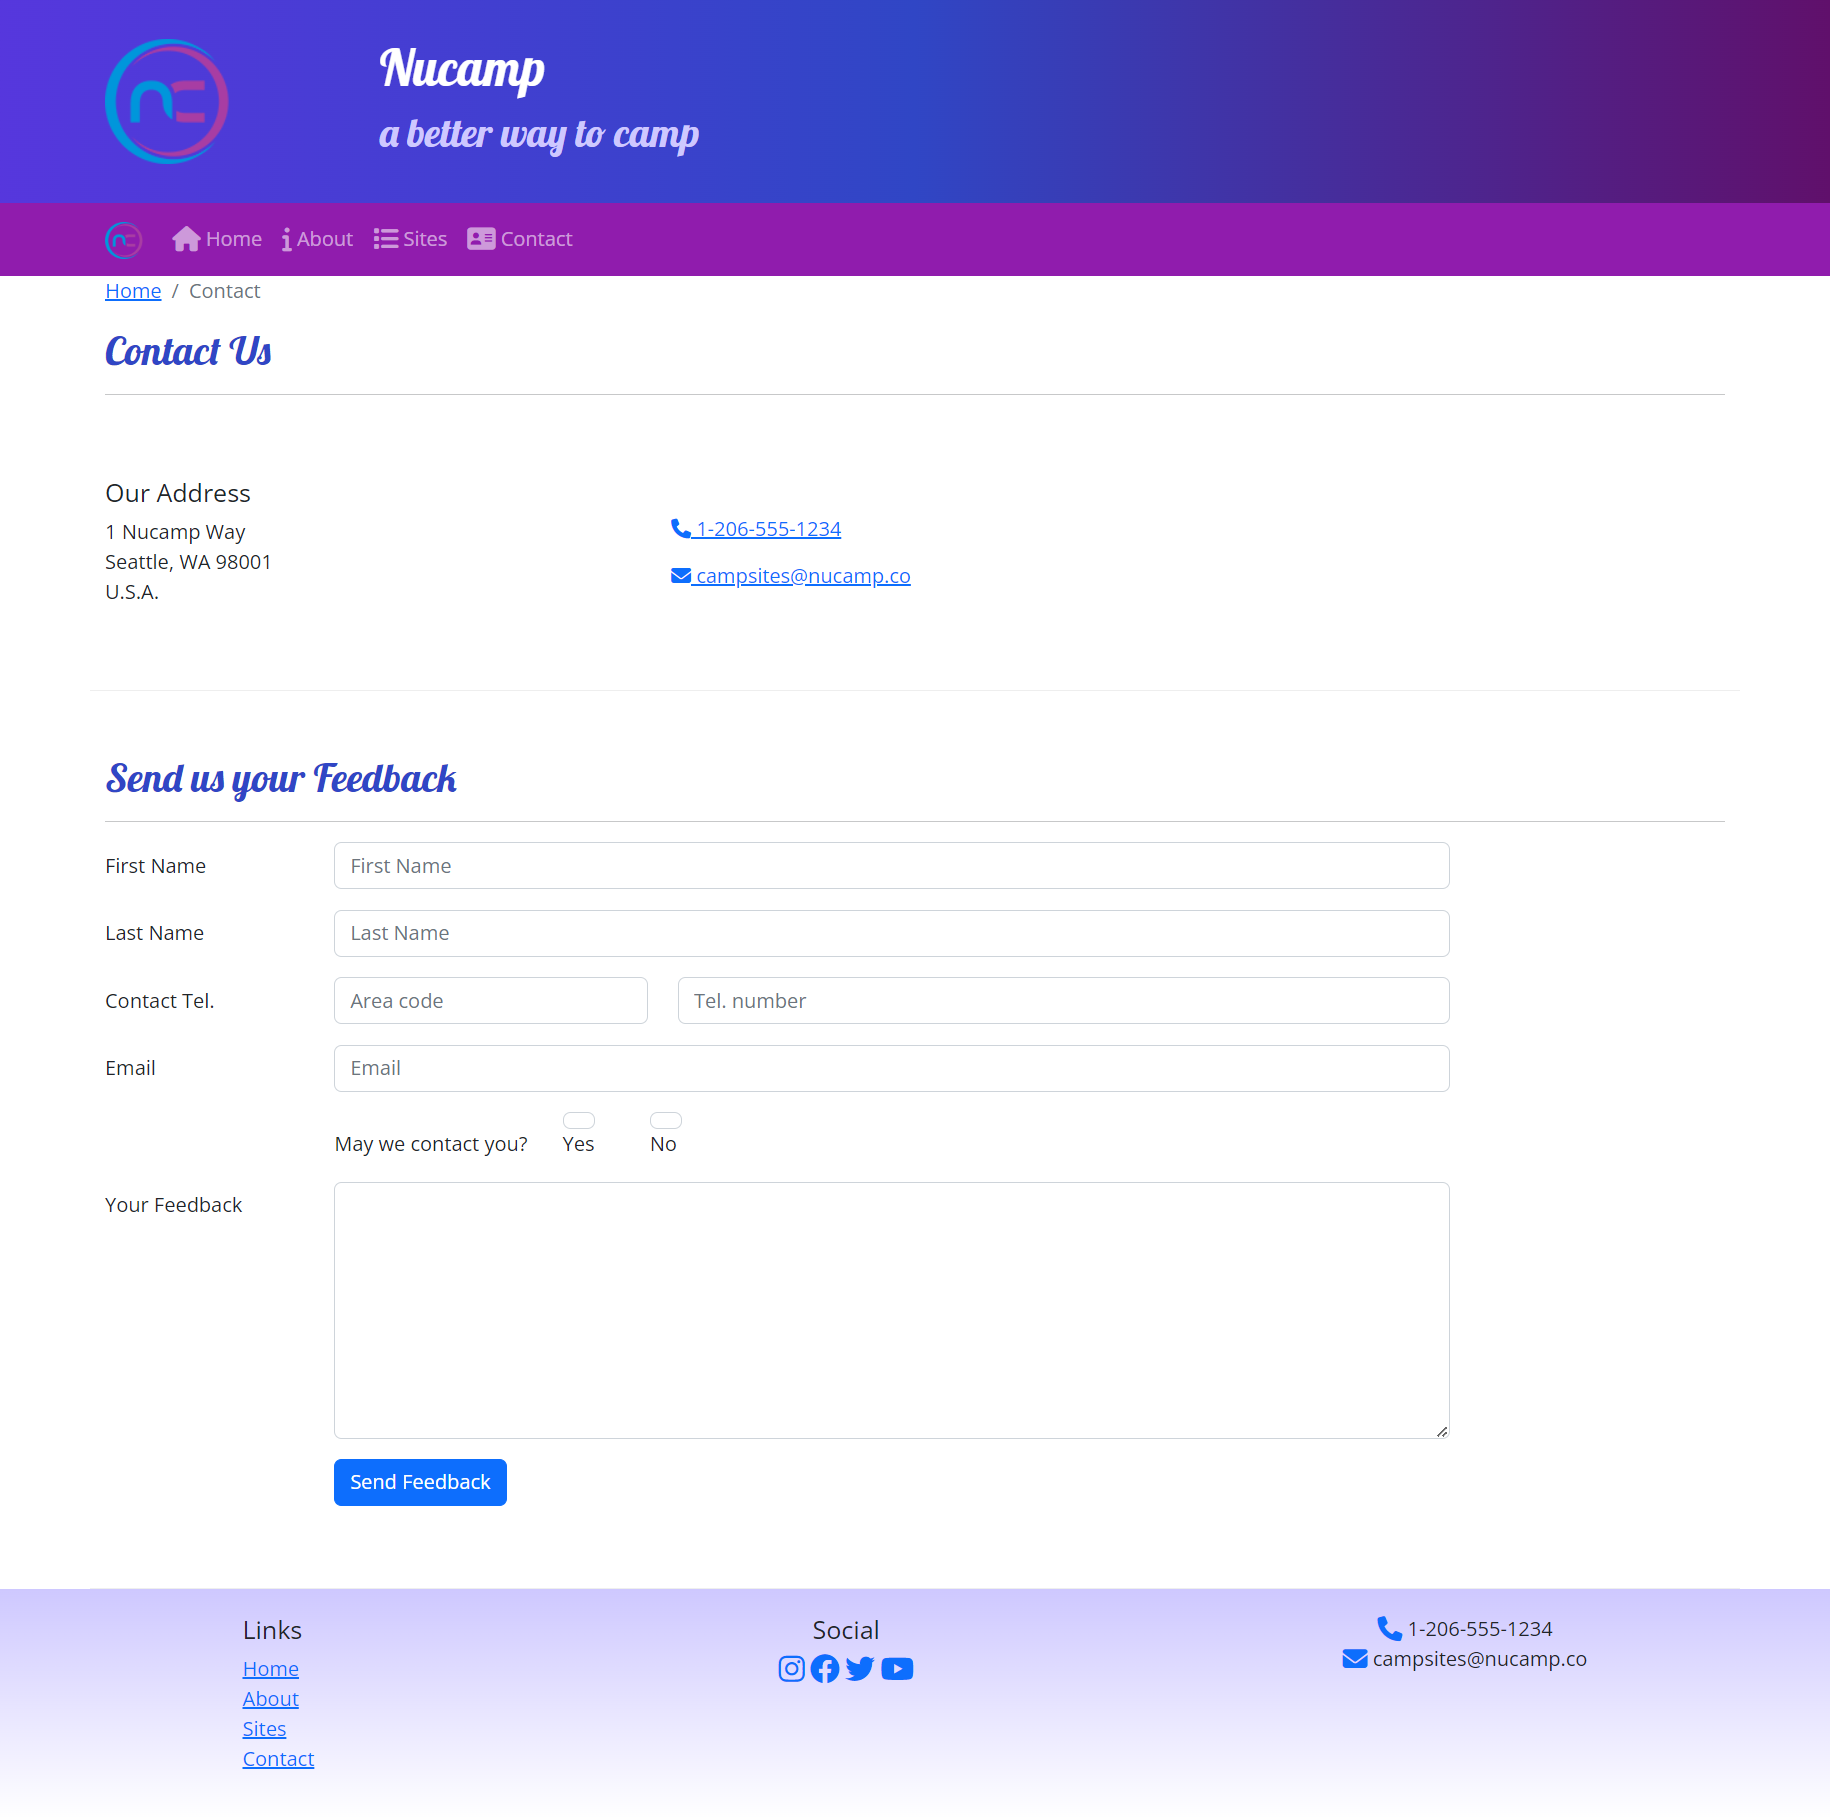 Nucamp
a better way to camp
nc
nc Home About Sites Contact
Home / Contact
Contact Us
Our Address
1 Nucamp Way
Seattle, WA 98001
U.S.A.
1-206-555-1234
campsites@nucamp.co
Send us your Feedback
First Name First Name
Last Name Last Name
Contact Tel. Area code Tel. number
Email Email
May we contact you? Yes No
Your Feedback
Send Feedback
Links
Home
About
Sites
Contact
Social
1-206-555-1234
campsites@nucamp.co